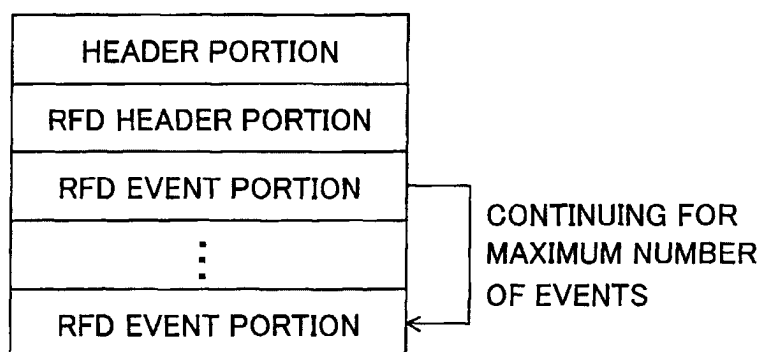 HEADER PORTION
RFD HEADER PORTION
RFD EVENT PORTION
CONTINUING FOR
MAXIMUM NUMBER
OF EVENTS
⋮
RFD EVENT PORTION